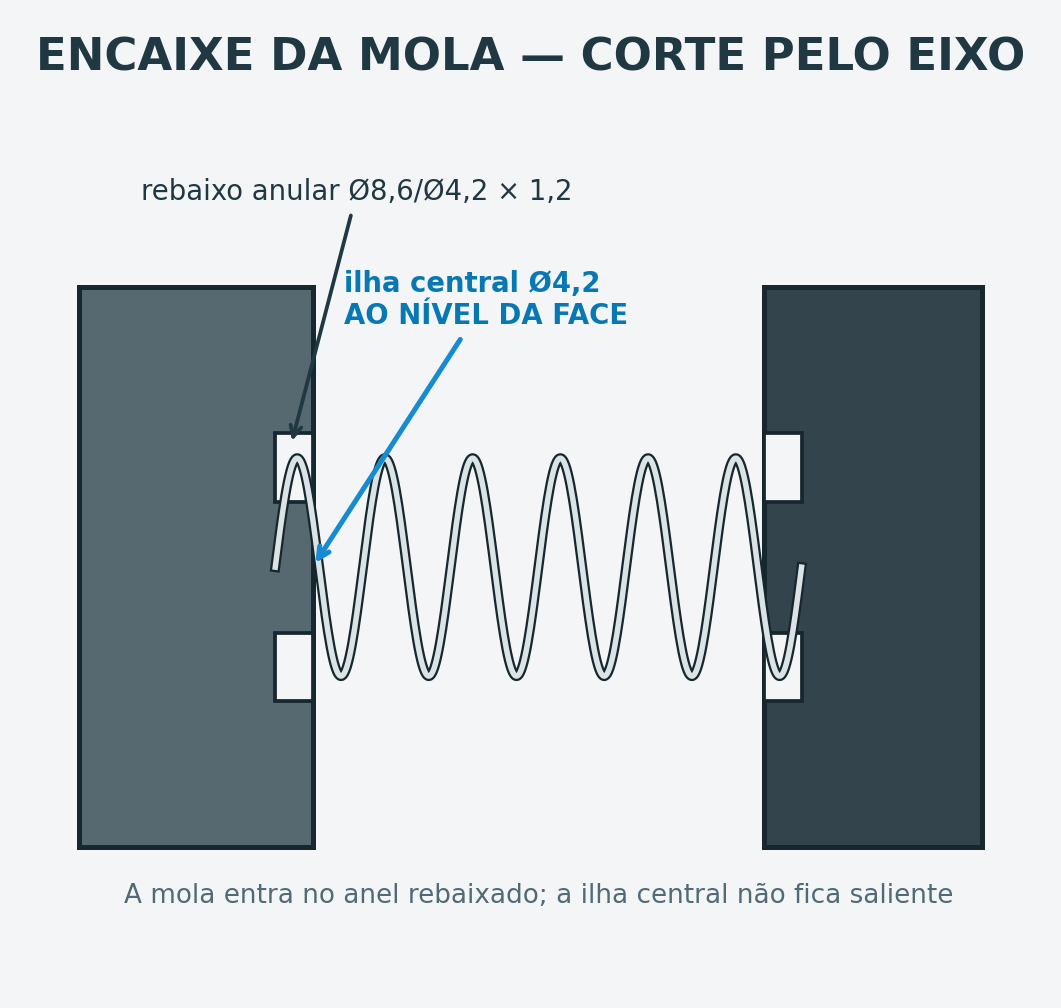 ENCAIXE DA MOLA — CORTE PELO EIXO
rebaixo anular Ø8,6/Ø4,2 × 1,2
ilha central Ø4,2
AO NÍVEL DA FACE
A mola entra no anel rebaixado; a ilha central não fica saliente